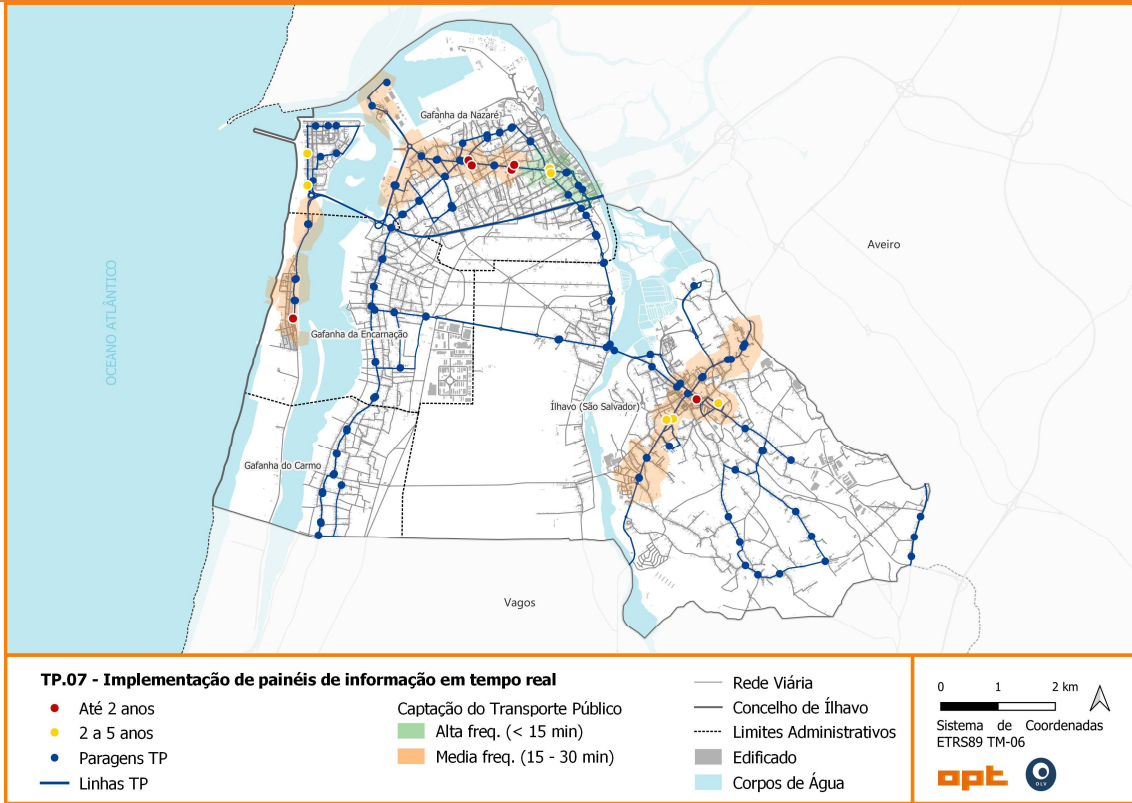 Gafanha da Nazaré
Aveiro
OCEANO ATLÂNTICO
Gafanha da Encarnação
Ílhavo (São Salvador)
Gafanha do Carmo
Vagos
TP.07 - Implementação de painéis de informação em tempo real
Até 2 anos
2 a 5 anos
Paragens TP
Linhas TP
Captação do Transporte Público
Alta freq. (< 15 min)
Media freq. (15 - 30 min)
Rede Viária
Concelho de Ílhavo
Limites Administrativos
Edificado
Corpos de Água
0 1 2 km
Sistema de Coordenadas
ETRS89 TM-06
opt
OLV